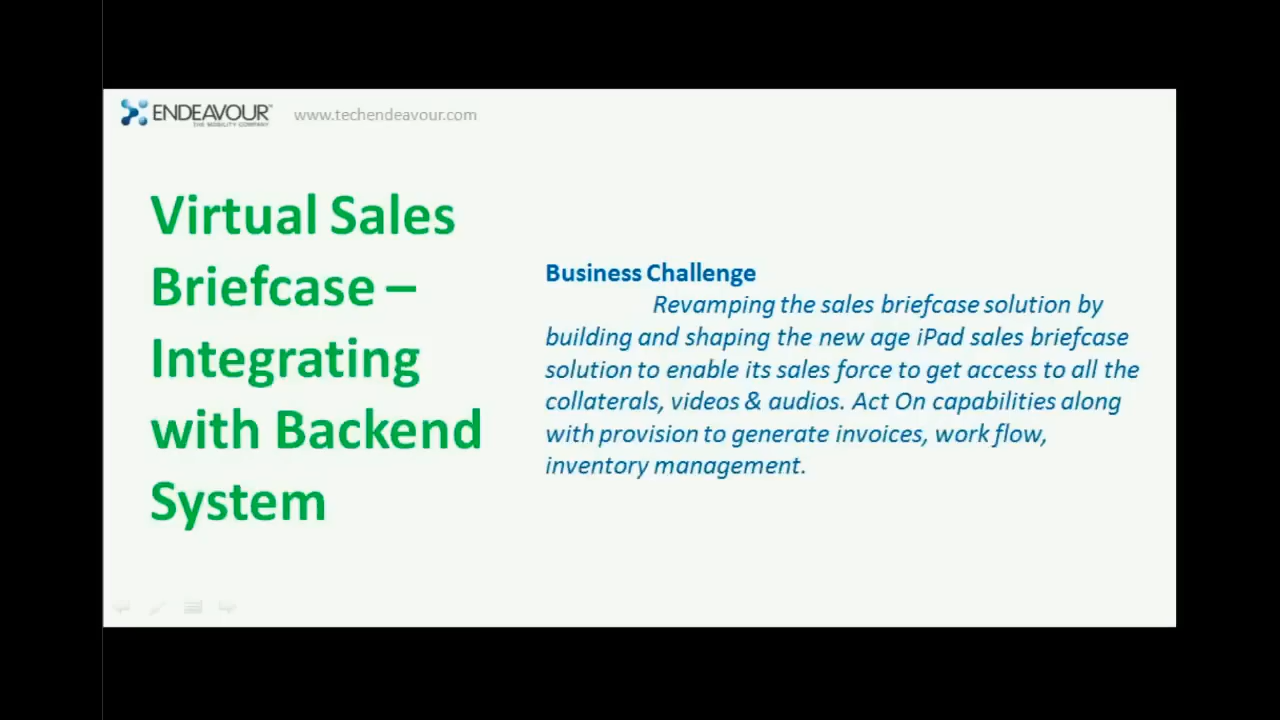 ENDEAVOUR™ www.techendeavour.com
THE MOBILITY COMPANY
Virtual Sales
Briefcase –
Integrating
with Backend
System
Business Challenge
Revamping the sales briefcase solution by
building and shaping the new age iPad sales briefcase
solution to enable its sales force to get access to all the
collaterals, videos & audios. Act On capabilities along
with provision to generate invoices, work flow,
inventory management.